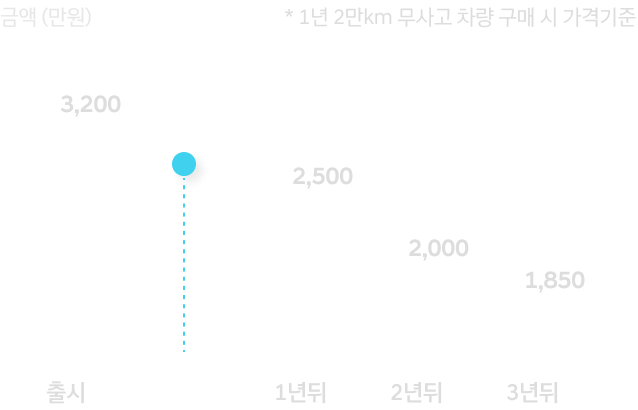 금액 (만원)
* 1년 2만km 무사고 차량 구매 시 가격기준
3,200
2,500
2,000
1,850
출시
1년뒤
2년뒤
3년뒤